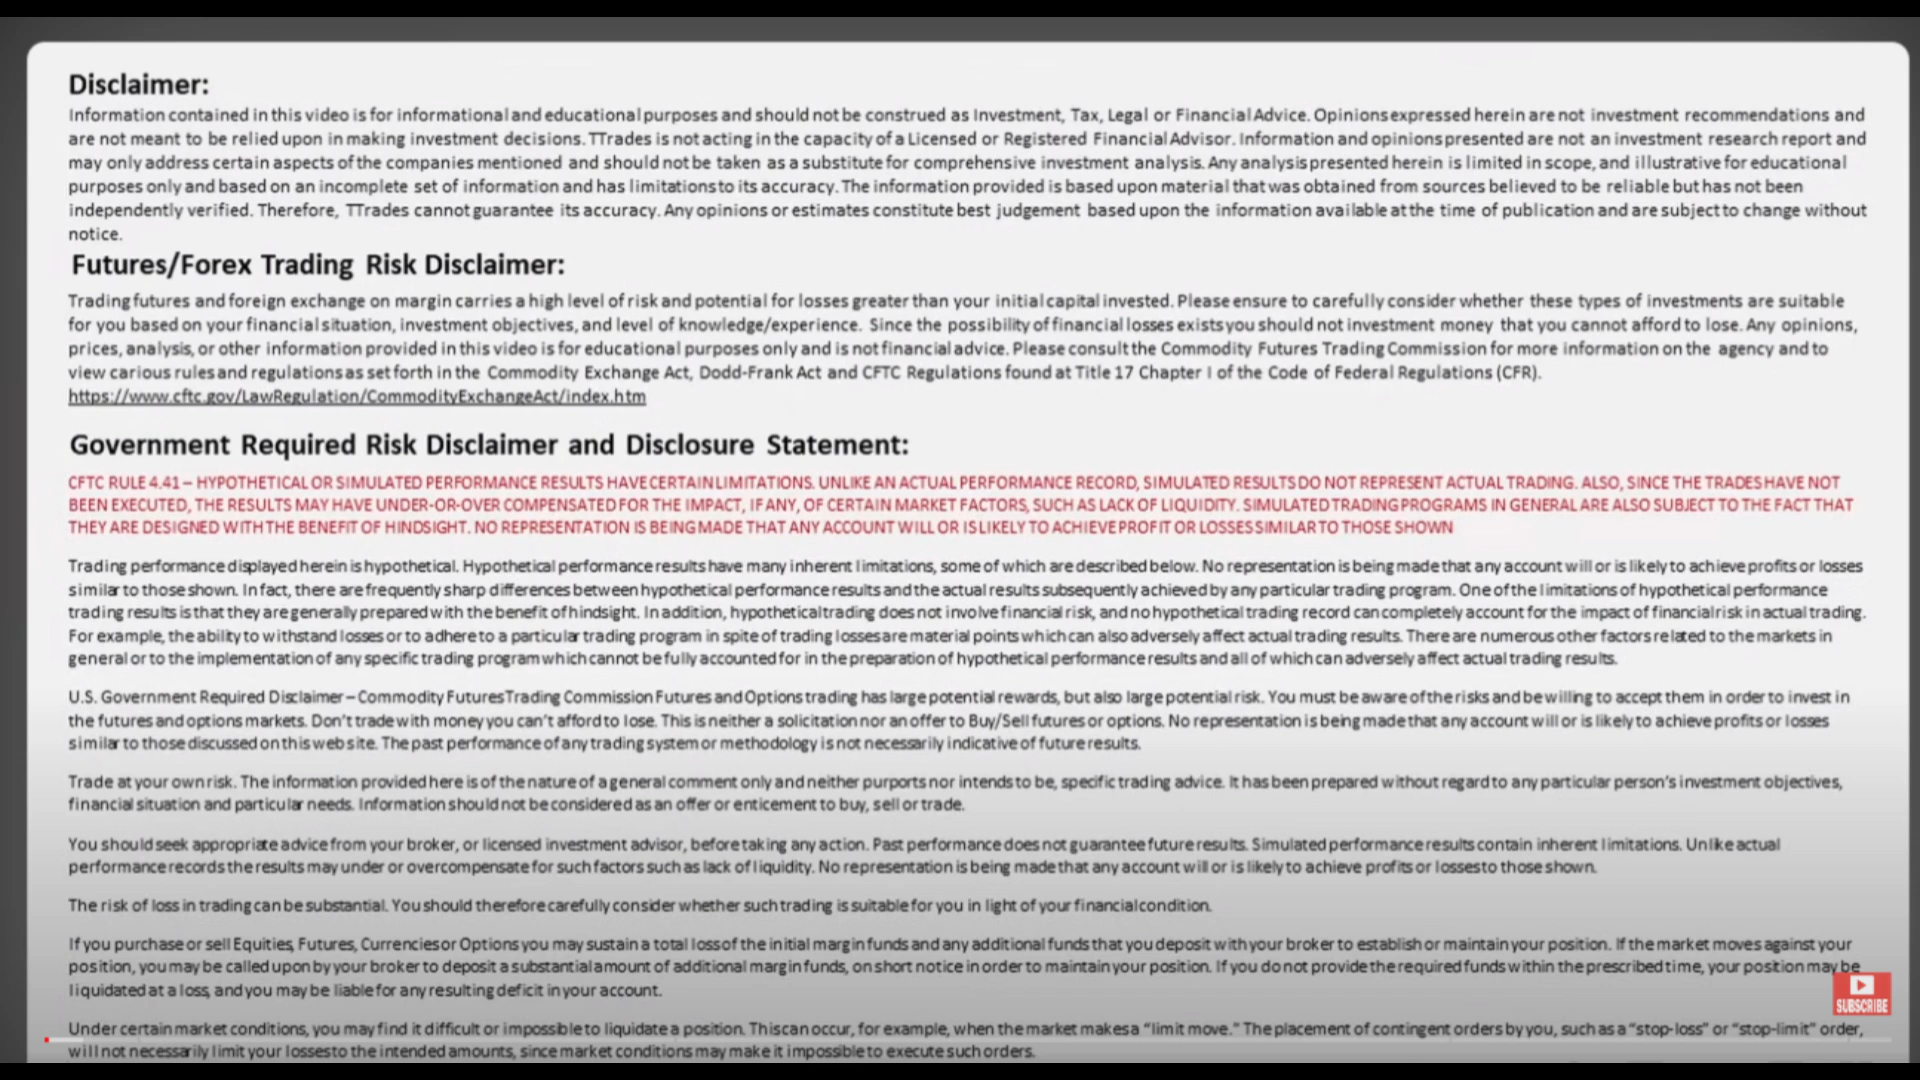 Disclaimer:
Information contained in this video is for informational and educational purposes and should not be construed as Investment, Tax, Legal or Financial Advice. Opinions expressed herein are not investment recommendations and
are not meant to be relied upon in making investment decisions. TTrades is not acting in the capacity of a Licensed or Registered Financial Advisor. Information and opinions presented are not an investment research report and
may only address certain aspects of the companies mentioned and should not be taken as a substitute for comprehensive investment analysis. Any analysis presented herein is limited in scope, and illustrative for educational
purposes only and based on an incomplete set of information and has limitations to its accuracy. The information provided is based upon material that was obtained from sources believed to be reliable but has not been
independently verified. Therefore, TTrades cannot guarantee its accuracy. Any opinions or estimates constitute best judgement based upon the information available at the time of publication and are subject to change without
notice.
Futures/Forex Trading Risk Disclaimer:
Trading futures and foreign exchange on margin carries a high level of risk and potential for losses greater than your initial capital invested. Please ensure to carefully consider whether these types of investments are suitable
for you based on your financial situation, investment objectives, and level of knowledge/experience. Since the possibility of financial losses exists you should not investment money that you cannot afford to lose. Any opinions,
prices, analysis, or other information provided in this video is for educational purposes only and is not financial advice. Please consult the Commodity Futures Trading Commission for more information on the agency and to
view carious rules and regulations as set forth in the Commodity Exchange Act, Dodd-Frank Act and CFTC Regulations found at Title 17 Chapter I of the Code of Federal Regulations (CFR).
https://www.cftc.gov/LawRegulation/CommodityExchangeAct/index.htm
Government Required Risk Disclaimer and Disclosure Statement:
CFTC RULE 4.41 – HYPOTHETICAL OR SIMULATED PERFORMANCE RESULTS HAVE CERTAIN LIMITATIONS. UNLIKE AN ACTUAL PERFORMANCE RECORD, SIMULATED RESULTS DO NOT REPRESENT ACTUAL TRADING. ALSO, SINCE THE TRADES HAVE NOT
BEEN EXECUTED, THE RESULTS MAY HAVE UNDER-OR-OVER COMPENSATED FOR THE IMPACT, IF ANY, OF CERTAIN MARKET FACTORS, SUCH AS LACK OF LIQUIDITY. SIMULATED TRADING PROGRAMS IN GENERAL ARE ALSO SUBJECT TO THE FACT THAT
THEY ARE DESIGNED WITH THE BENEFIT OF HINDSIGHT. NO REPRESENTATION IS BEING MADE THAT ANY ACCOUNT WILL OR IS LIKELY TO ACHIEVE PROFIT OR LOSSES SIMILAR TO THOSE SHOWN
Trading performance displayed herein is hypothetical. Hypothetical performance results have many inherent limitations, some of which are described below. No representation is being made that any account will or is likely to achieve profits or losses
similar to those shown. In fact, there are frequently sharp differences between hypothetical performance results and the actual results subsequently achieved by any particular trading program. One of the limitations of hypothetical performance
trading results is that they are generally prepared with the benefit of hindsight. In addition, hypothetical trading does not involve financial risk, and no hypothetical trading record can completely account for the impact of financial risk in actual trading.
For example, the ability to withstand losses or to adhere to a particular trading program in spite of trading losses are material points which can also adversely affect actual trading results. There are numerous other factors related to the markets in
general or to the implementation of any specific trading program which cannot be fully accounted for in the preparation of hypothetical performance results and all of which can adversely affect actual trading results.
U.S. Government Required Disclaimer – Commodity Futures Trading Commission Futures and Options trading has large potential rewards, but also large potential risk. You must be aware of the risks and be willing to accept them in order to invest in
the futures and options markets. Don't trade with money you can't afford to lose. This is neither a solicitation nor an offer to Buy/Sell futures or options. No representation is being made that any account will or is likely to achieve profits or losses
similar to those discussed on this web site. The past performance of any trading system or methodology is not necessarily indicative of future results.
Trade at your own risk. The information provided here is of the nature of a general comment only and neither purports nor intends to be, specific trading advice. It has been prepared without regard to any particular person's investment objectives,
financial situation and particular needs. Information should not be considered as an offer or enticement to buy, sell or trade.
You should seek appropriate advice from your broker, or licensed investment advisor, before taking any action. Past performance does not guarantee future results. Simulated performance results contain inherent limitations. Unlike actual
performance records the results may under or overcompensate for such factors such as lack of liquidity. No representation is being made that any account will or is likely to achieve profits or losses to those shown.
The risk of loss in trading can be substantial. You should therefore carefully consider whether such trading is suitable for you in light of your financial condition.
If you purchase or sell Equities, Futures, Currencies or Options you may sustain a total loss of the initial margin funds and any additional funds that you deposit with your broker to establish or maintain your position. If the market moves against your
position, you may be called upon by your broker to deposit a substantial amount of additional margin funds, on short notice in order to maintain your position. If you do not provide the required funds within the prescribed time, your position may be
liquidated at a loss, and you may be liable for any resulting deficit in your account.
SUBSCRIBE
Under certain market conditions, you may find it difficult or impossible to liquidate a position. This can occur, for example, when the market makes a “limit move.” The placement of contingent orders by you, such as a “stop-loss” or “stop-limit” order,
will not necessarily limit your losses to the intended amounts, since market conditions may make it impossible to execute such orders.